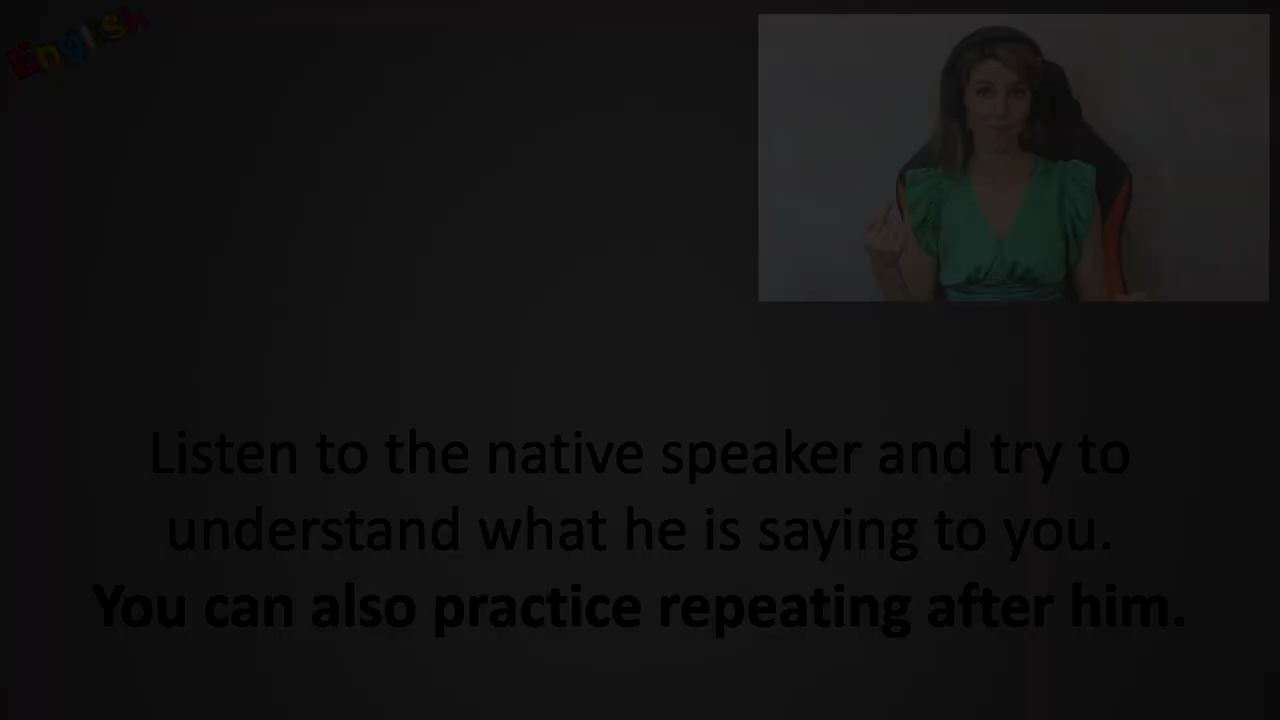 English
Listen to the native speaker and try to
understand what he is saying to you.
You can also practice repeating after him.